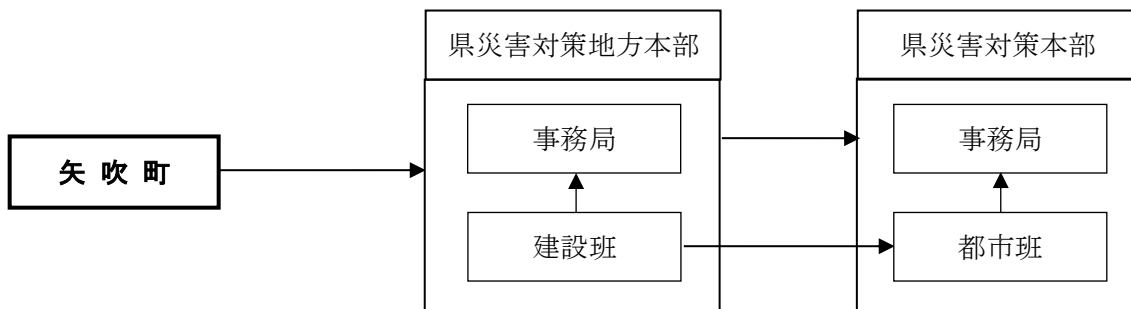 県災害対策地方本部
県災害対策本部
事務局
事務局
矢吹町
建設班
都市班